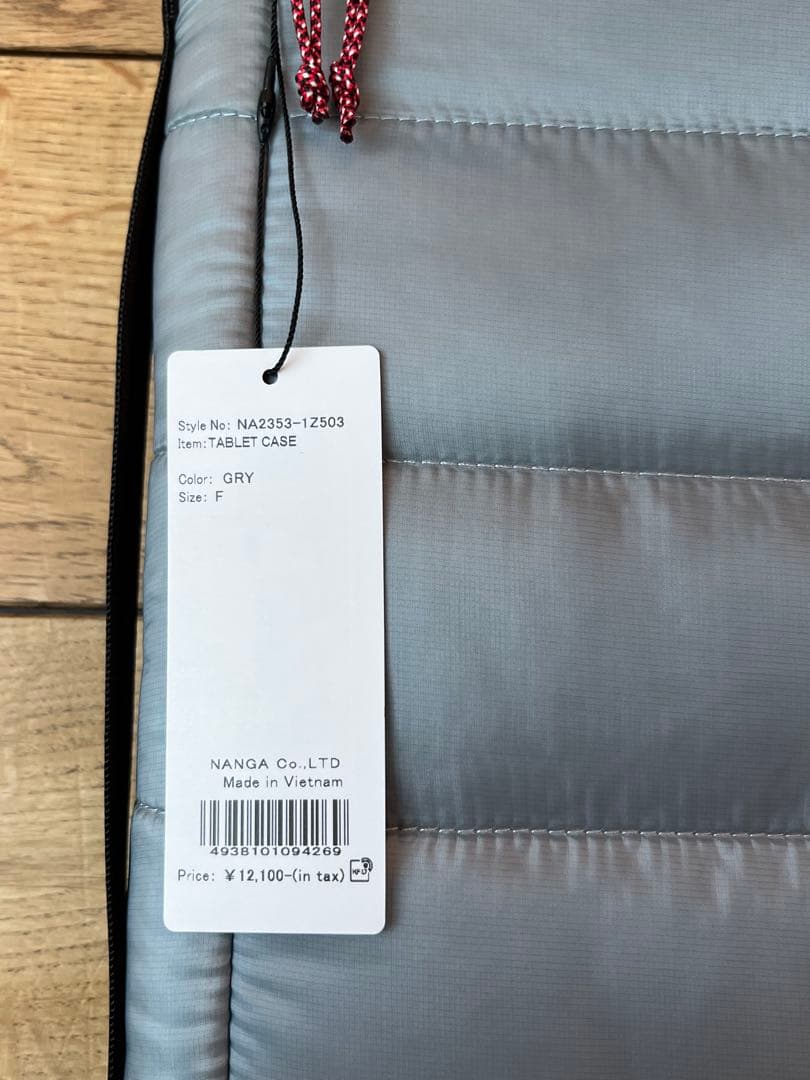 Style No: NA2353-1Z503
Item:TABLET CASE
Color: GRY
Size: F
NANGA Co.,LTD
Made in Vietnam
4938101094269
Price: ¥12,100-(in tax)